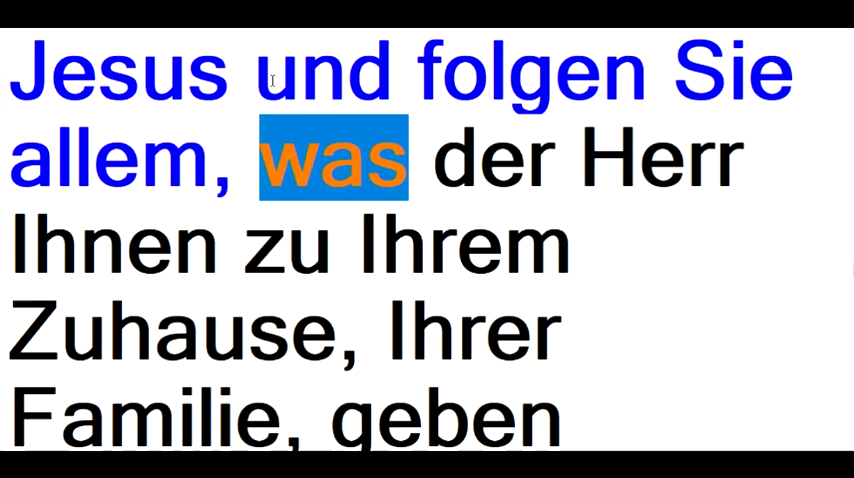 Jesus und folgen Sie
allem, was der Herr
Ihnen zu Ihrem
Zuhause, Ihrer
Familie, geben